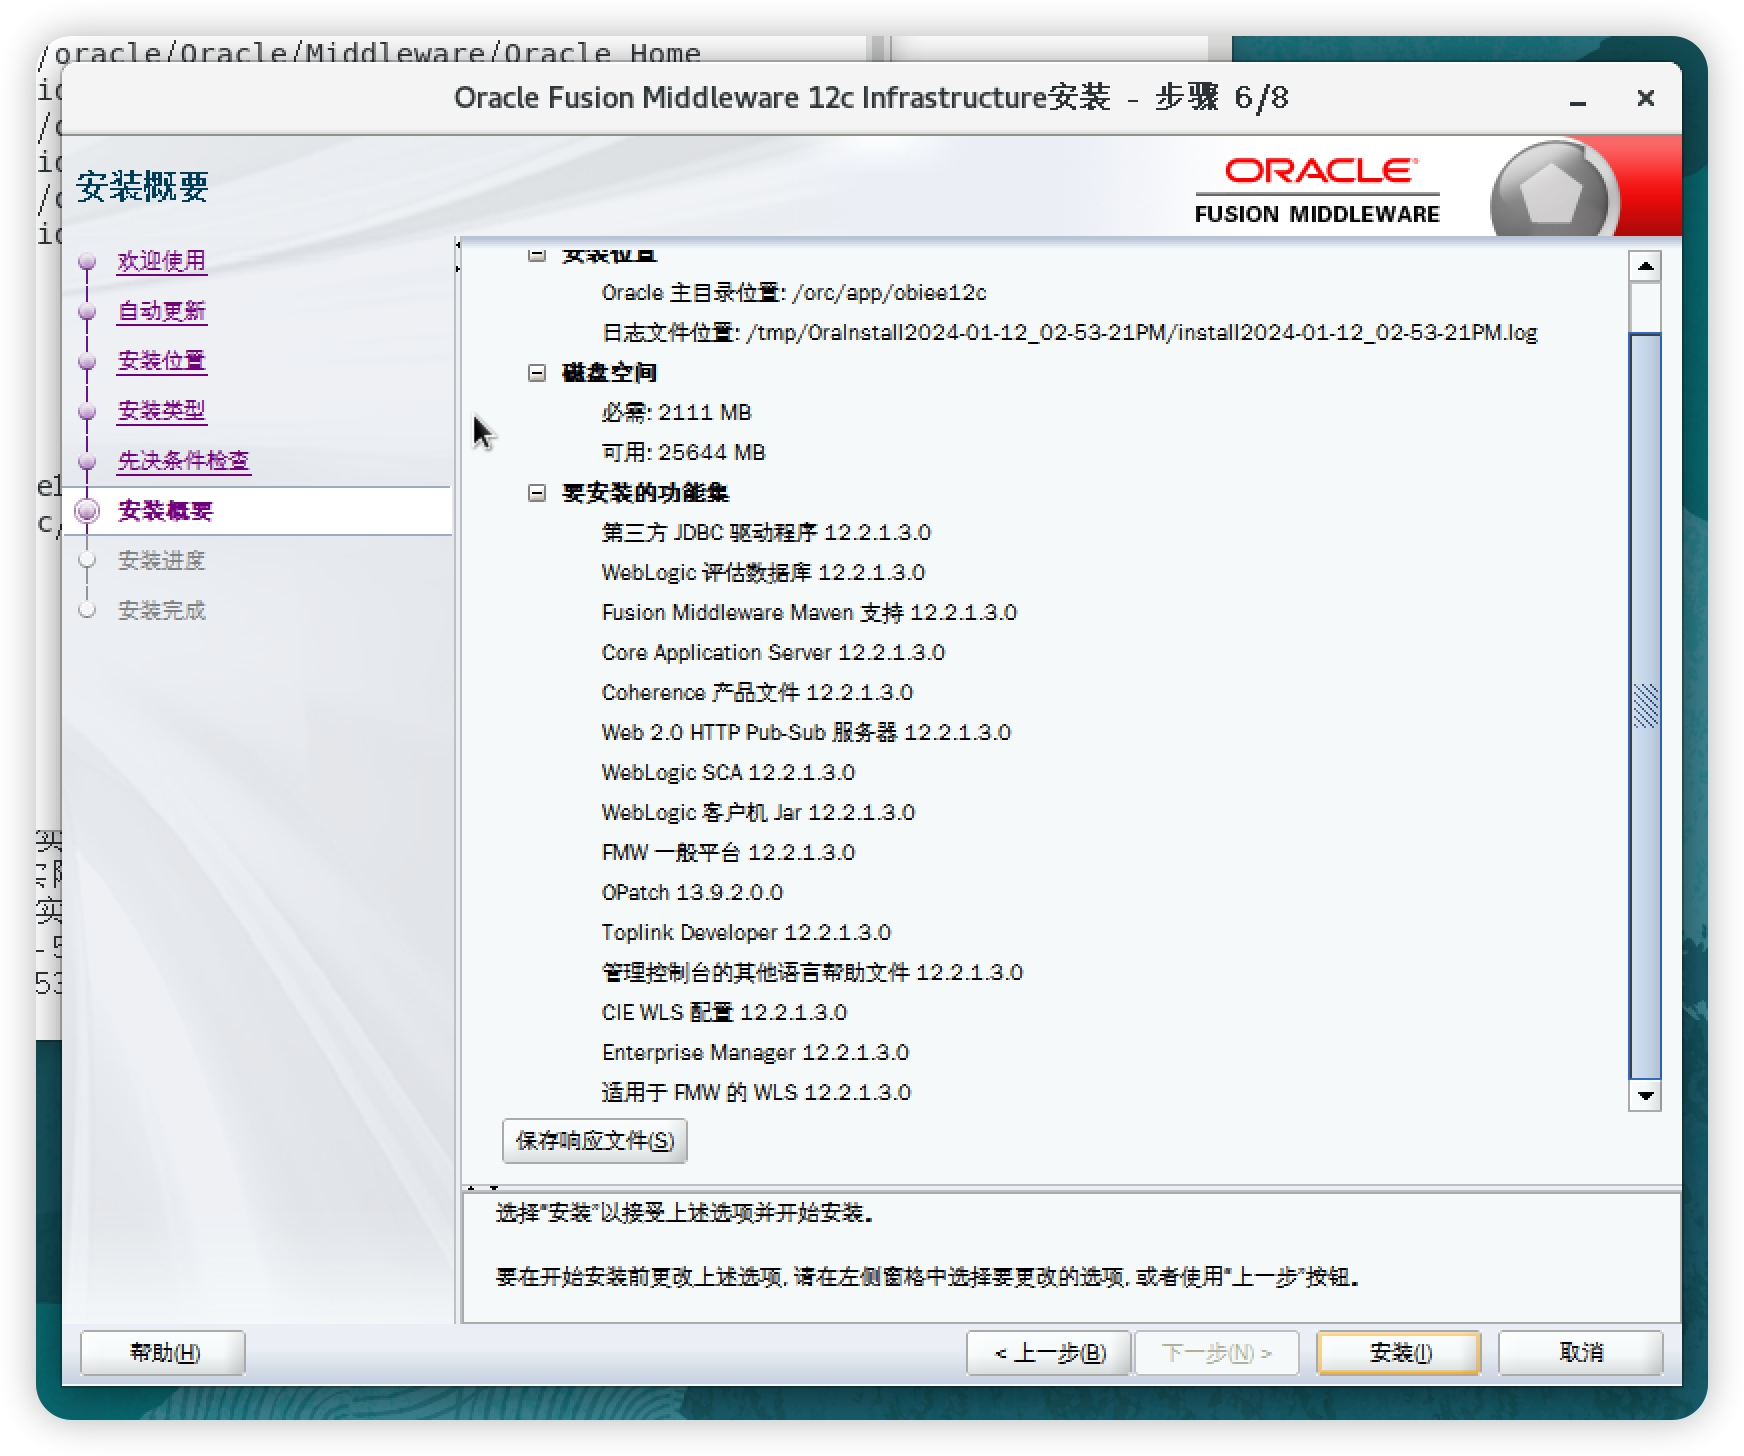 /oracle/Oracle/Middleware/Oracle_Home
Oracle Fusion Middleware 12c Infrastructure安装 - 步骤 6/8
安装概要
ORACLE
FUSION MIDDLEWARE
欢迎使用
自动更新
安装位置
安装类型
先决条件检查
安装概要
安装进度
安装完成
安装位置
Oracle 主目录位置: /orc/app/obiee12c
日志文件位置: /tmp/OraInstall2024-01-12_02-53-21PM/install2024-01-12_02-53-21PM.log
磁盘空间
必需: 2111 MB
可用: 25644 MB
要安装的功能集
第三方 JDBC 驱动程序 12.2.1.3.0
WebLogic 评估数据库 12.2.1.3.0
Fusion Middleware Maven 支持 12.2.1.3.0
Core Application Server 12.2.1.3.0
Coherence 产品文件 12.2.1.3.0
Web 2.0 HTTP Pub-Sub 服务器 12.2.1.3.0
WebLogic SCA 12.2.1.3.0
WebLogic 客户机 Jar 12.2.1.3.0
FMW 一般平台 12.2.1.3.0
OPatch 13.9.2.0.0
Toplink Developer 12.2.1.3.0
管理控制台的其他语言帮助文件 12.2.1.3.0
CIE WLS 配置 12.2.1.3.0
Enterprise Manager 12.2.1.3.0
适用于 FMW 的 WLS 12.2.1.3.0
保存响应文件(S)
选择"安装"以接受上述选项并开始安装。
要在开始安装前更改上述选项, 请在左侧窗格中选择要更改的选项, 或者使用"上一步"按钮。
帮助(H)
< 上一步(B)
下一步(N) >
安装(I)
取消